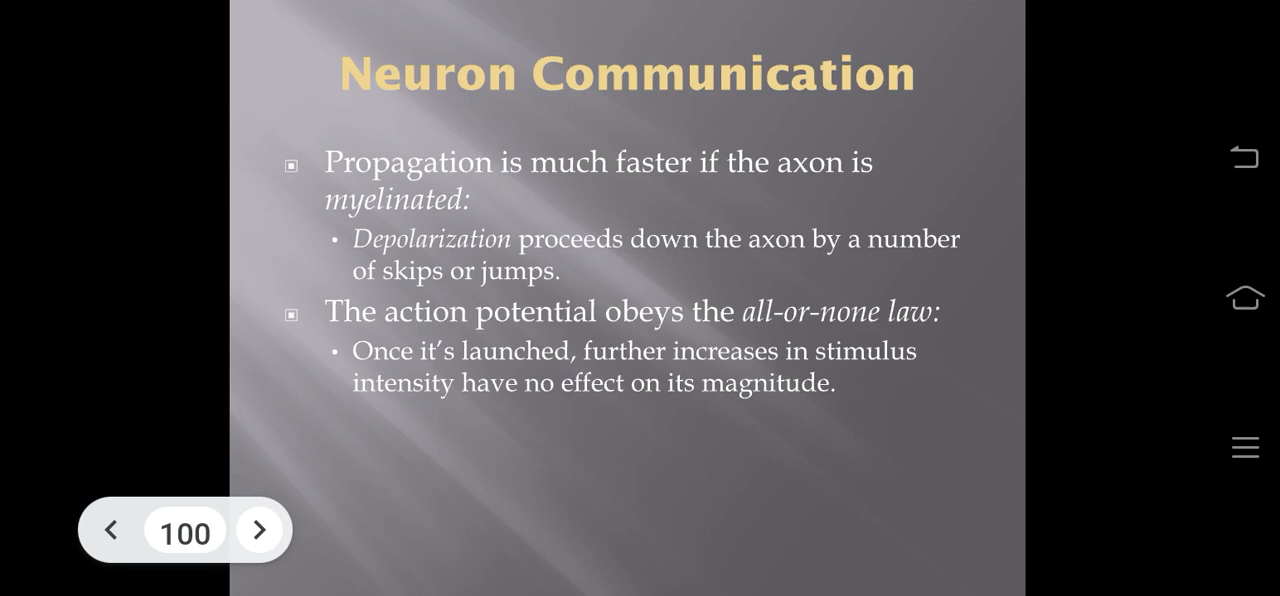 Neuron Communication
Propagation is much faster if the axon is
myelinated:
• Depolarization proceeds down the axon by a number
of skips or jumps.
The action potential obeys the all-or-none law:
• Once it’s launched, further increases in stimulus
intensity have no effect on its magnitude.
100